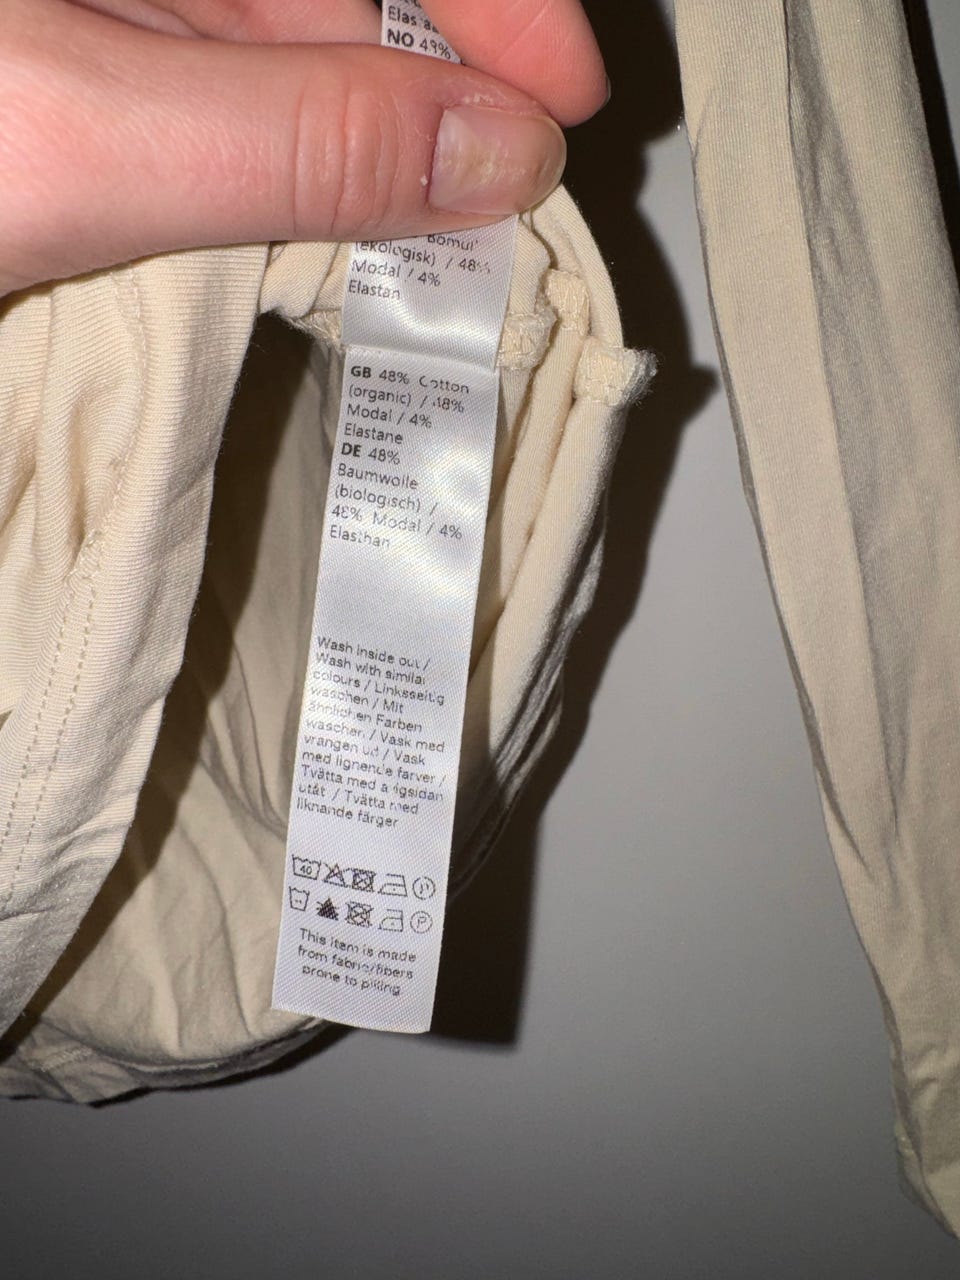 NO 49%
(ekologisk) / 48%
Modal / 4%
Elastan
GB 48% Cotton
(organic) / 48%
Modal / 4%
Elastane
DE 48%
Baumwolle
(biologisch) /
48% Modal / 4%
Elasthan
Wash inside out /
Wash with similar
colours / Linksseitig
waschen / Mit
ähnlichen Farben
waschen / Vask med
vrangen ud / Vask
med lignende farver /
Tvätta med avigsidan
utåt / Tvätta med
liknande färger
40
P
P
This item is made
from fabric/fibers
prone to pilling